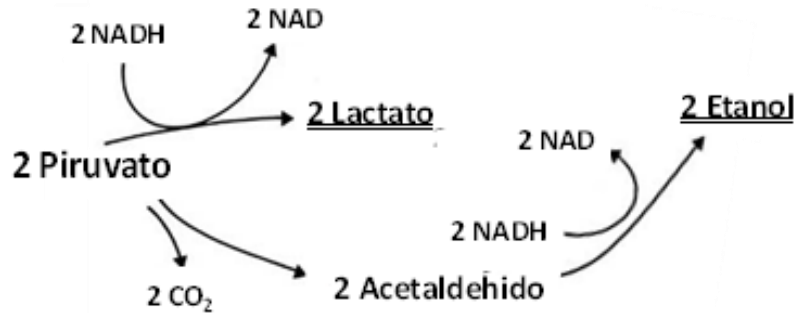 2 NADH
2 NAD
2 Lactato
2 Etanol
2 Piruvato
2 NAD
2 NADH
2 CO₂
2 Acetaldehido